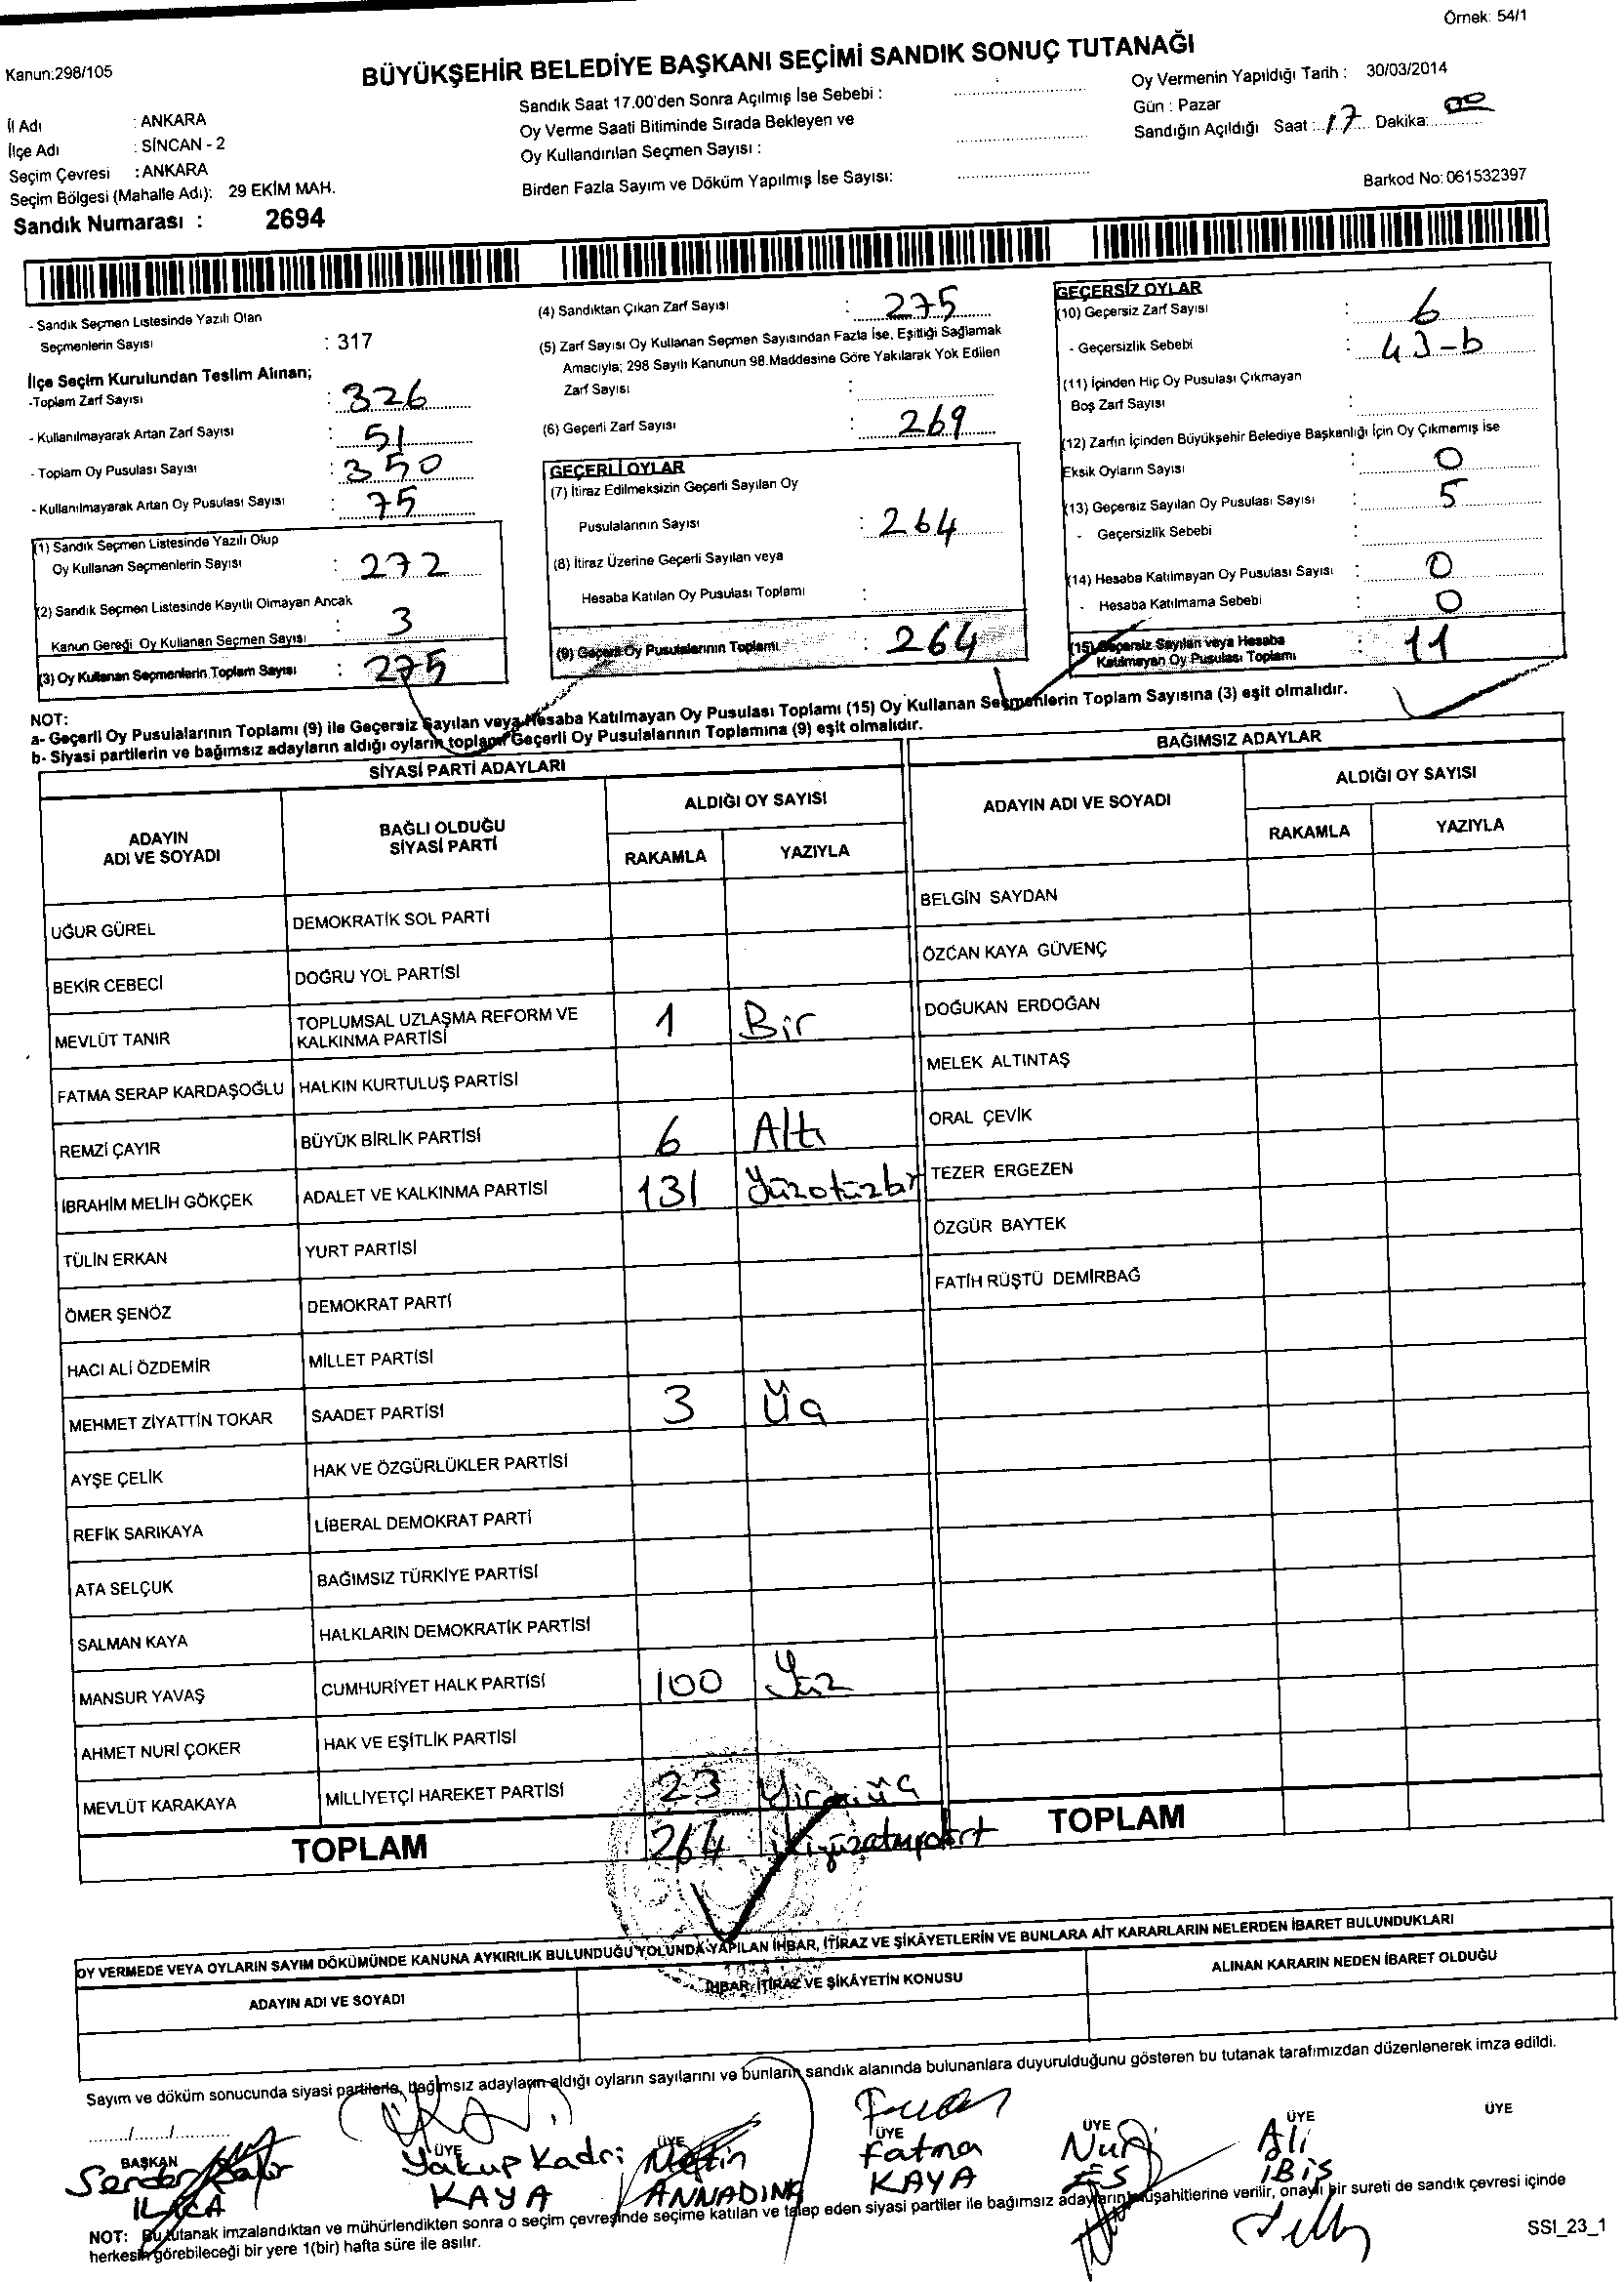 Örnek: 54/1
Kanun:298/105
BÜYÜKŞEHİR BELEDİYE BAŞKANI SEÇİMİ SANDIK SONUÇ TUTANAĞI
İl Adı : ANKARA
İlçe Adı : SİNCAN - 2
Seçim Çevresi : ANKARA
Seçim Bölgesi (Mahalle Adı): 29 EKİM MAH.
Sandık Numarası : 2694
Sandık Saat 17.00'den Sonra Açılmış İse Sebebi :
Oy Verme Saati Bitiminde Sırada Bekleyen ve
Oy Kullandırılan Seçmen Sayısı :
Birden Fazla Sayım ve Döküm Yapılmış İse Sayısı:
Oy Vermenin Yapıldığı Tarih : 30/03/2014
Gün : Pazar
Sandığın Açıldığı Saat : 17 Dakika: 00
Barkod No: 061532397
- Sandık Seçmen Listesinde Yazılı Olan
Seçmenlerin Sayısı : 317
İlçe Seçim Kurulundan Teslim Alınan;
-Toplam Zarf Sayısı : 326
- Kullanılmayarak Artan Zarf Sayısı : 51
- Toplam Oy Pusulası Sayısı : 350
- Kullanılmayarak Artan Oy Pusulası Sayısı : 75
(1) Sandık Seçmen Listesinde Yazılı Olup
Oy Kullanan Seçmenlerin Sayısı : 272
(2) Sandık Seçmen Listesinde Kayıtlı Olmayan Ancak
Kanun Gereği Oy Kullanan Seçmen Sayısı : 3
(3) Oy Kullanan Seçmenlerin Toplam Sayısı : 275
(4) Sandıktan Çıkan Zarf Sayısı : 275
(5) Zarf Sayısı Oy Kullanan Seçmen Sayısından Fazla İse, Eşitliği Sağlamak
Amacıyla; 298 Sayılı Kanunun 98.Maddesine Göre Yakılarak Yok Edilen
Zarf Sayısı :
(6) Geçerli Zarf Sayısı : 269
GEÇERLİ OYLAR
(7) İtiraz Edilmeksizin Geçerli Sayılan Oy
Pusulalarının Sayısı : 264
(8) İtiraz Üzerine Geçerli Sayılan veya
Hesaba Katılan Oy Pusulası Toplamı :
(9) Geçerli Oy Pusulalarının Toplamı : 264
GEÇERSİZ OYLAR
(10) Geçersiz Zarf Sayısı : 6
- Geçersizlik Sebebi : 43-b
(11) İçinden Hiç Oy Pusulası Çıkmayan
Boş Zarf Sayısı :
(12) Zarfın İçinden Büyükşehir Belediye Başkanlığı İçin Oy Çıkmamış İse
Eksik Oyların Sayısı : 0
(13) Geçersiz Sayılan Oy Pusulası Sayısı : 5
- Geçersizlik Sebebi :
(14) Hesaba Katılmayan Oy Pusulası Sayısı : 0
- Hesaba Katılmama Sebebi : 0
(15) Geçersiz Sayılan veya Hesaba
Katılmayan Oy Pusulası Toplamı : 11
NOT:
a- Geçerli Oy Pusulalarının Toplamı (9) ile Geçersiz Sayılan veya Hesaba Katılmayan Oy Pusulası Toplamı (15) Oy Kullanan Seçmenlerin Toplam Sayısına (3) eşit olmalıdır.
b- Siyasi partilerin ve bağımsız adayların aldığı oyların toplamı Geçerli Oy Pusulalarının Toplamına (9) eşit olmalıdır.
SİYASİ PARTİ ADAYLARI
ADAYIN
ADI VE SOYADI
BAĞLI OLDUĞU
SİYASİ PARTİ
ALDIĞI OY SAYISI
RAKAMLA YAZIYLA
UĞUR GÜREL DEMOKRATİK SOL PARTİ
BEKİR CEBECİ DOĞRU YOL PARTİSİ
MEVLÜT TANIR TOPLUMSAL UZLAŞMA REFORM VE
KALKINMA PARTİSİ 1 Bir
FATMA SERAP KARDAŞOĞLU HALKIN KURTULUŞ PARTİSİ
REMZİ ÇAYIR BÜYÜK BİRLİK PARTİSİ 6 Altı
İBRAHİM MELİH GÖKÇEK ADALET VE KALKINMA PARTİSİ 131 Yüzotuzbir
TÜLİN ERKAN YURT PARTİSİ
ÖMER ŞENÖZ DEMOKRAT PARTİ
HACI ALİ ÖZDEMİR MİLLET PARTİSİ
MEHMET ZİYATTİN TOKAR SAADET PARTİSİ 3 Üç
AYŞE ÇELİK HAK VE ÖZGÜRLÜKLER PARTİSİ
REFİK SARIKAYA LİBERAL DEMOKRAT PARTİ
ATA SELÇUK BAĞIMSIZ TÜRKİYE PARTİSİ
SALMAN KAYA HALKLARIN DEMOKRATİK PARTİSİ
MANSUR YAVAŞ CUMHURİYET HALK PARTİSİ 100 Yüz
AHMET NURİ ÇOKER HAK VE EŞİTLİK PARTİSİ
MEVLÜT KARAKAYA MİLLİYETÇİ HAREKET PARTİSİ 23 Yirmiüç
TOPLAM 264 ikiyüzatmışdört
BAĞIMSIZ ADAYLAR
ADAYIN ADI VE SOYADI
ALDIĞI OY SAYISI
RAKAMLA YAZIYLA
BELGİN SAYDAN
ÖZCAN KAYA GÜVENÇ
DOĞUKAN ERDOĞAN
MELEK ALTINTAŞ
ORAL ÇEVİK
TEZER ERGEZEN
ÖZGÜR BAYTEK
FATİH RÜŞTÜ DEMİRBAĞ
TOPLAM
OY VERMEDE VEYA OYLARIN SAYIM DÖKÜMÜNDE KANUNA AYKIRILIK BULUNDUĞU YOLUNDA YAPILAN İHBAR, İTİRAZ VE ŞİKÂYETLERİN VE BUNLARA AİT KARARLARIN NELERDEN İBARET BULUNDUKLARI
ADAYIN ADI VE SOYADI İHBAR, İTİRAZ VE ŞİKÂYETİN KONUSU ALINAN KARARIN NEDEN İBARET OLDUĞU
Sayım ve döküm sonucunda siyasi partilerle, bağımsız adayların aldığı oyların sayılarını ve bunların sandık alanında bulunanlara duyurulduğunu gösteren bu tutanak tarafımızdan düzenlenerek imza edildi.
....../....../............
BAŞKAN ÜYE ÜYE ÜYE ÜYE ÜYE ÜYE
Yakup Kadri Metin Fatma Nuri Ali
ILICA KAYA ANNADINÇ KAYA ES İBİŞ
NOT: Bu tutanak imzalandıktan ve mühürlendikten sonra o seçim çevresinde seçime katılan ve talep eden siyasi partiler ile bağımsız adayların müşahitlerine verilir, onaylı bir sureti de sandık çevresi içinde
herkesin görebileceği bir yere 1(bir) hafta süre ile asılır.
SSI_23_1